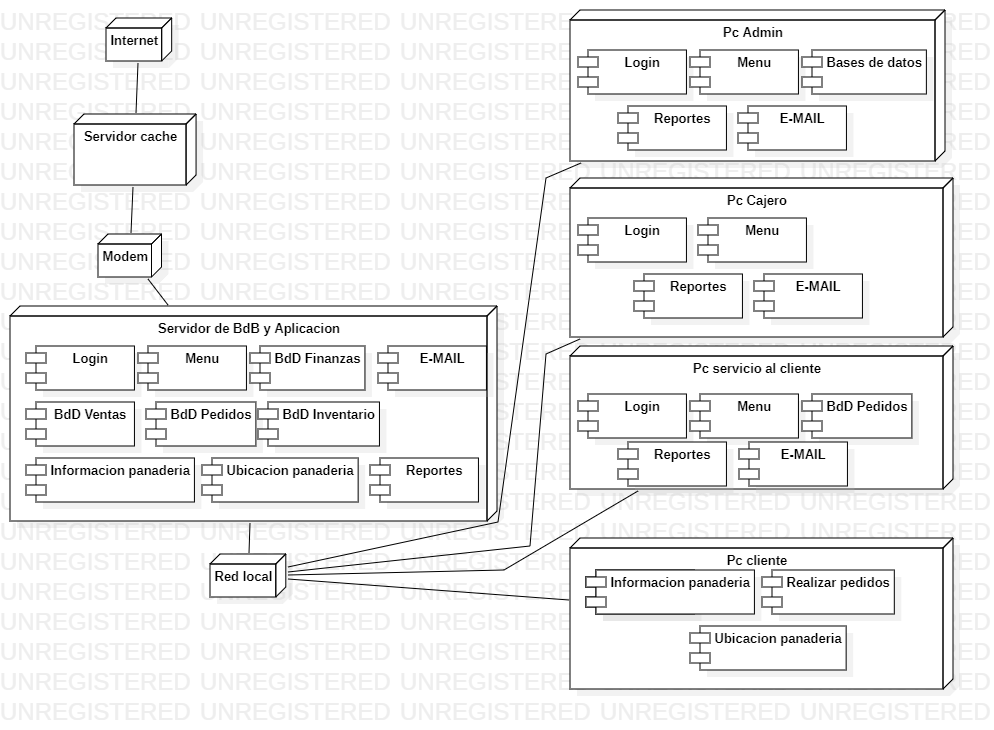 Internet
Servidor cache
Modem
Servidor de BdB y Aplicacion
Login
Menu
BdD Finanzas
E-MAIL
BdD Ventas
BdD Pedidos
BdD Inventario
Informacion panaderia
Ubicacion panaderia
Reportes
Red local
Pc Admin
Login
Menu
Bases de datos
Reportes
E-MAIL
Pc Cajero
Login
Menu
Reportes
E-MAIL
Pc servicio al cliente
Login
Menu
BdD Pedidos
Reportes
E-MAIL
Pc cliente
Informacion panaderia
Realizar pedidos
Ubicacion panaderia
UNREGISTERED